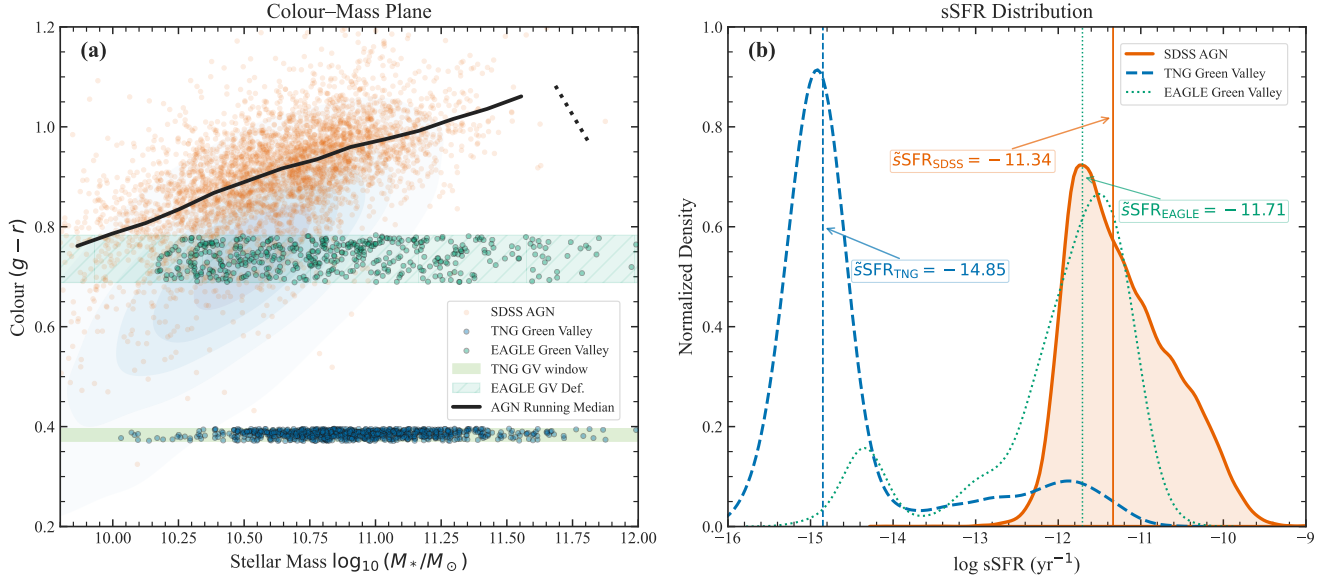 Colour–Mass Plane
(a)
1.2
1.0
0.8
0.6
0.4
0.2
Colour (g − r)
SDSS AGN
TNG Green Valley
EAGLE Green Valley
TNG GV window
EAGLE GV Def.
AGN Running Median
10.00 10.25 10.50 10.75 11.00 11.25 11.50 11.75 12.00
Stellar Mass log₁₀ (M*/M⊙)
sSFR Distribution
(b)
1.0
0.8
0.6
0.4
0.2
0.0
Normalized Density
SDSS AGN
TNG Green Valley
EAGLE Green Valley
s̃SFR_SDSS = −11.34
s̃SFR_EAGLE = −11.71
s̃SFR_TNG = −14.85
−16 −15 −14 −13 −12 −11 −10 −9
log sSFR (yr⁻¹)